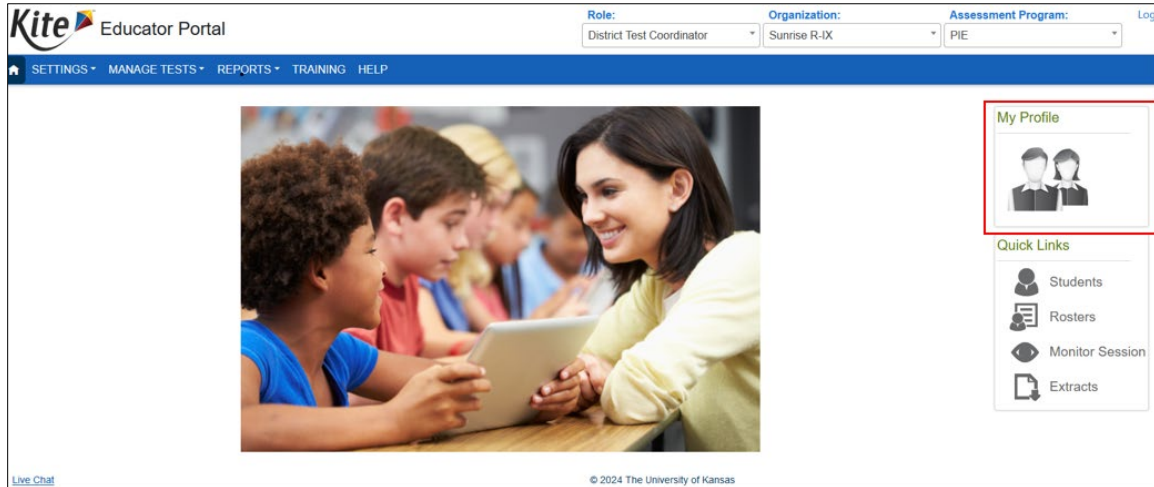 Role: Organization: Assessment Program: Log
Kite Educator Portal
District Test Coordinator Sunrise R-IX PIE
SETTINGS MANAGE TESTS REPORTS TRAINING HELP
My Profile
Quick Links
Students
Rosters
Monitor Session
Extracts
Live Chat © 2024 The University of Kansas